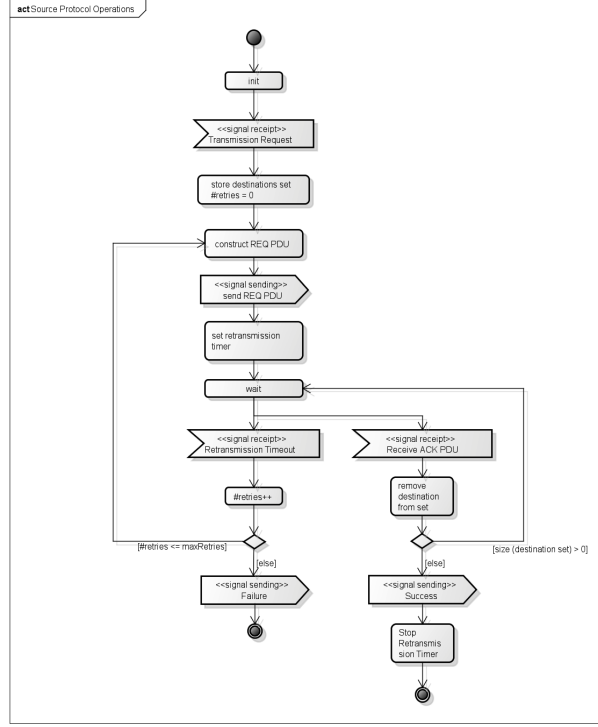 act Source Protocol Operations
init
<<signal receipt>>
Transmission Request
store destinations set
#retries = 0
construct REQ PDU
<<signal sending>>
send REQ PDU
set retransmission
timer
wait
<<signal receipt>>
Retransmission Timeout
<<signal receipt>>
Receive ACK PDU
#retries++
remove
destination
from set
[#retries <= maxRetries]
[size (destination set) > 0]
[else]
[else]
<<signal sending>>
Failure
<<signal sending>>
Success
Stop
Retransmis
sion Timer